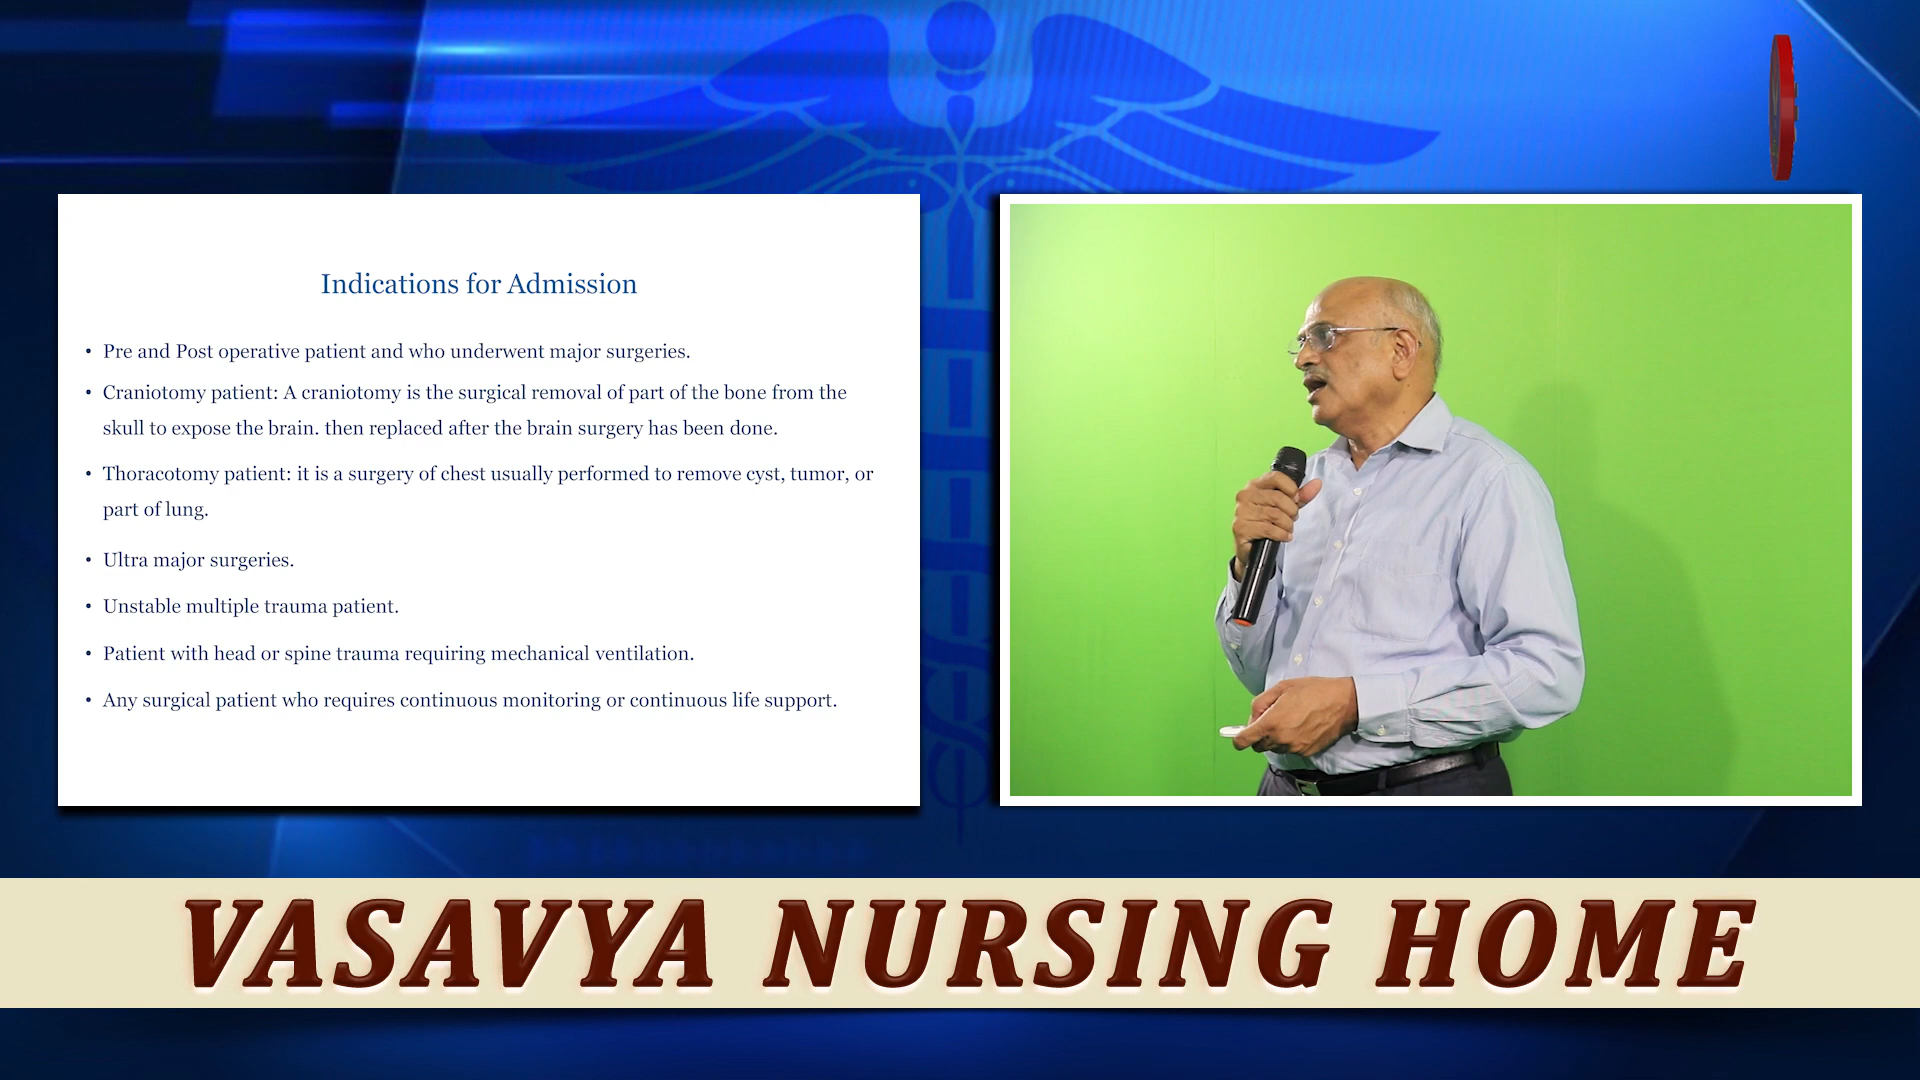 Indications for Admission
• Pre and Post operative patient and who underwent major surgeries.
• Craniotomy patient: A craniotomy is the surgical removal of part of the bone from the
skull to expose the brain. then replaced after the brain surgery has been done.
• Thoracotomy patient: it is a surgery of chest usually performed to remove cyst, tumor, or
part of lung.
• Ultra major surgeries.
• Unstable multiple trauma patient.
• Patient with head or spine trauma requiring mechanical ventilation.
• Any surgical patient who requires continuous monitoring or continuous life support.
VASAVYA NURSING HOME